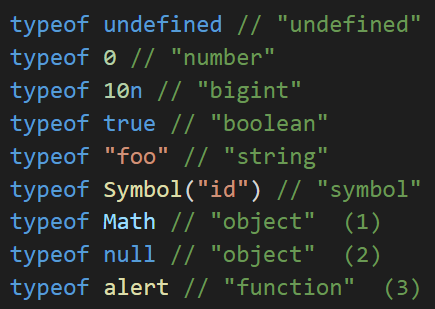 typeof undefined // "undefined"
typeof 0 // "number"
typeof 10n // "bigint"
typeof true // "boolean"
typeof "foo" // "string"
typeof Symbol("id") // "symbol"
typeof Math // "object"  (1)
typeof null // "object"  (2)
typeof alert // "function"  (3)